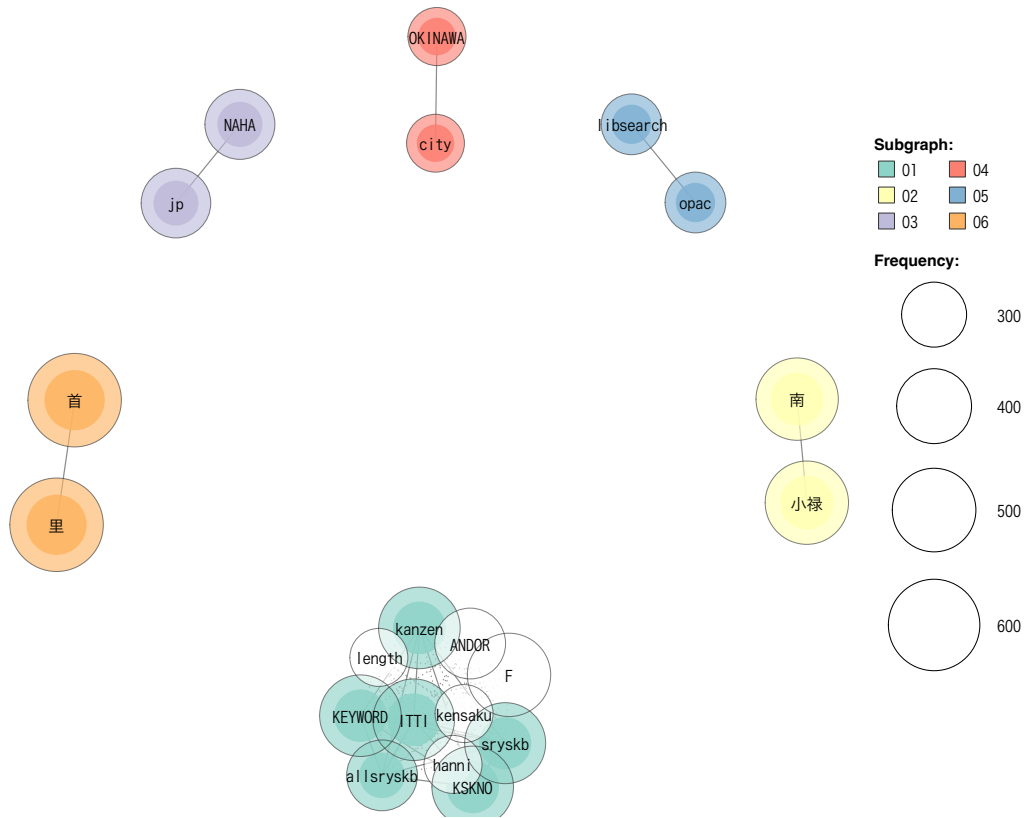 OKINAWA
NAHA
libsearch
city
jp
opac
Subgraph:
01
04
02
05
03
06
Frequency:
300
400
500
600
首
南
里
小禄
kanzen
ANDOR
length
F
KEYWORD
ITTI
kensaku
sryskb
hanni
allsryskb
KSKNO